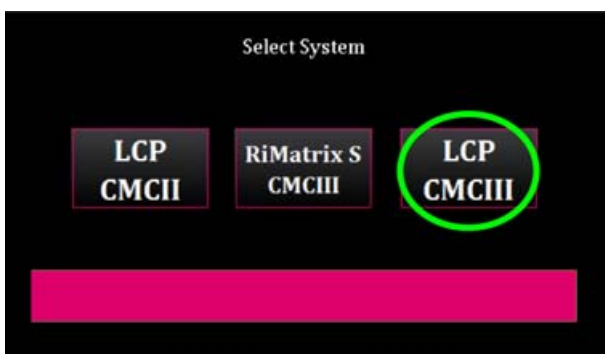 Select System
LCP
CMCII
RiMatrix S
CMCIII
LCP
CMCIII